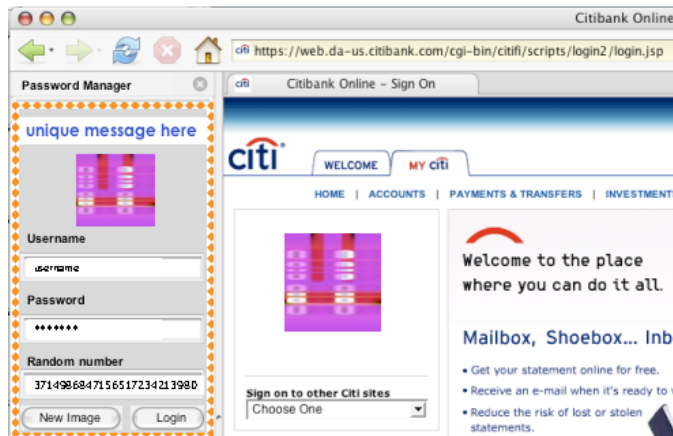 Citibank Online
https://web.da-us.citibank.com/cgi-bin/citifi/scripts/login2/login.jsp
Password Manager
Citibank Online - Sign On
unique message here
citi
WELCOME
MY citi
HOME | ACCOUNTS | PAYMENTS & TRANSFERS | INVESTMENT
Username
username
Password
*******
Random number
Welcome to the place
where you can do it all.
Mailbox, Shoebox... Inb
• Get your statement online for free.
• Receive an e-mail when it's ready to
• Reduce the risk of lost or stolen
statements.
Sign on to other Citi sites
Choose One
New Image
Login